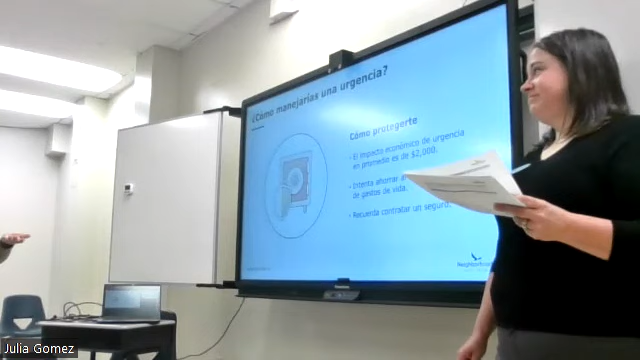 ¿Cómo manejarías una urgencia?
Cómo protegerte
- El impacto económico de urgencia
en promedio es de $2,000.
- Intenta ahorrar
de gastos de vida.
- Recuerda contratar un seguro.
Julia Gomez